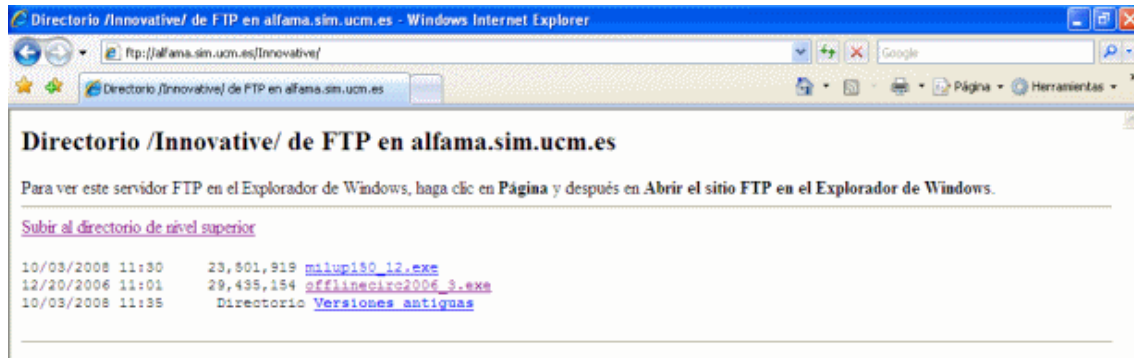 Directorio /Innovative/ de FTP en alfama.sim.ucm.es - Windows Internet Explorer
ftp://alfama.sim.ucm.es/Innovative/
Google
Directorio /Innovative/ de FTP en alfama.sim.ucm.es
Página
Herramientas
Directorio /Innovative/ de FTP en alfama.sim.ucm.es
Para ver este servidor FTP en el Explorador de Windows, haga clic en Página y después en Abrir el sitio FTP en el Explorador de Windows.
Subir al directorio de nivel superior
10/03/2008 11:30 23,501,919 milup150_12.exe
12/20/2006 11:01 29,435,154 offlinecirc2006_3.exe
10/03/2008 11:35 Directorio Versiones antiguas